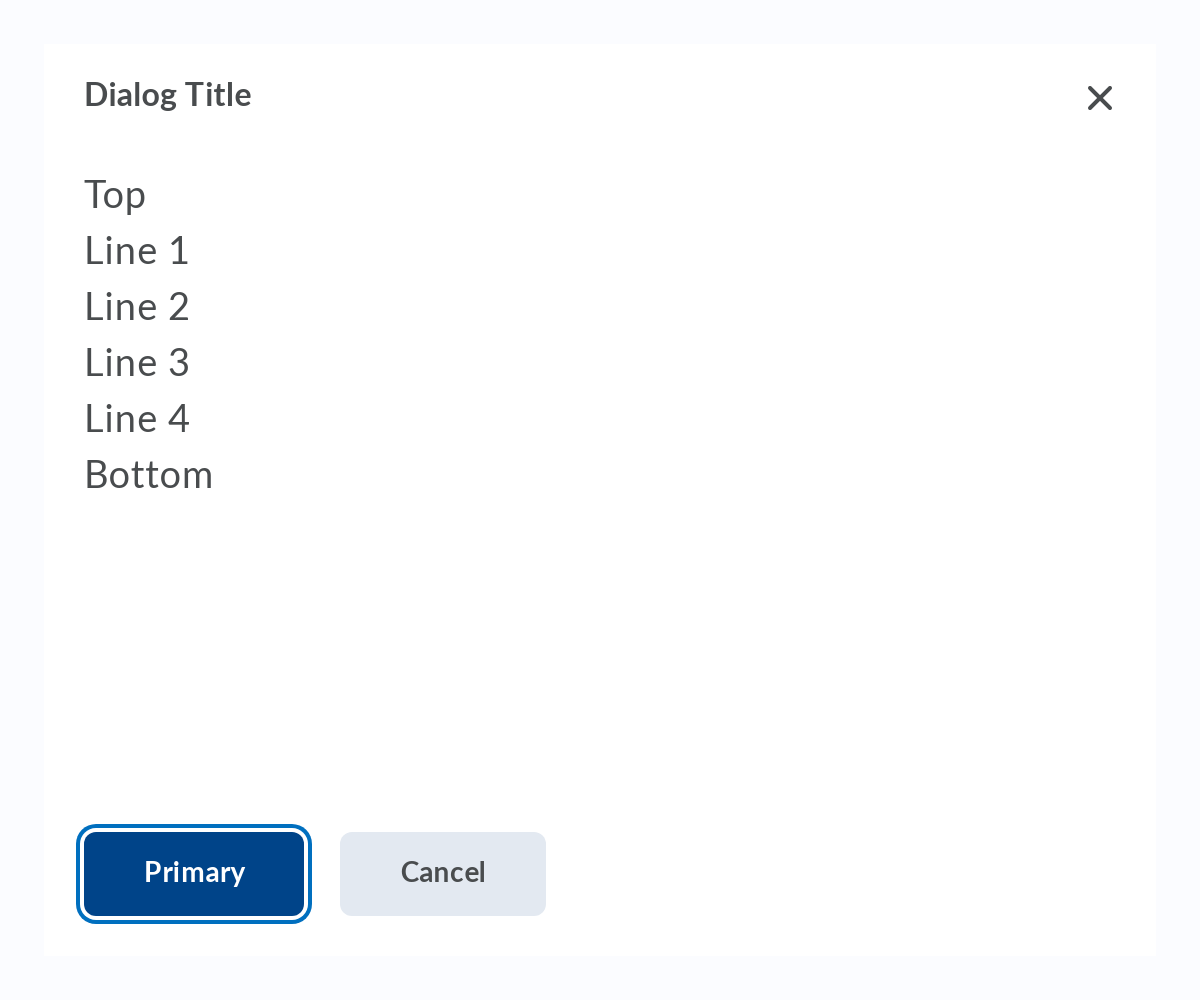 Dialog Title
Top
Line 1
Line 2
Line 3
Line 4
Bottom
Primary
Cancel